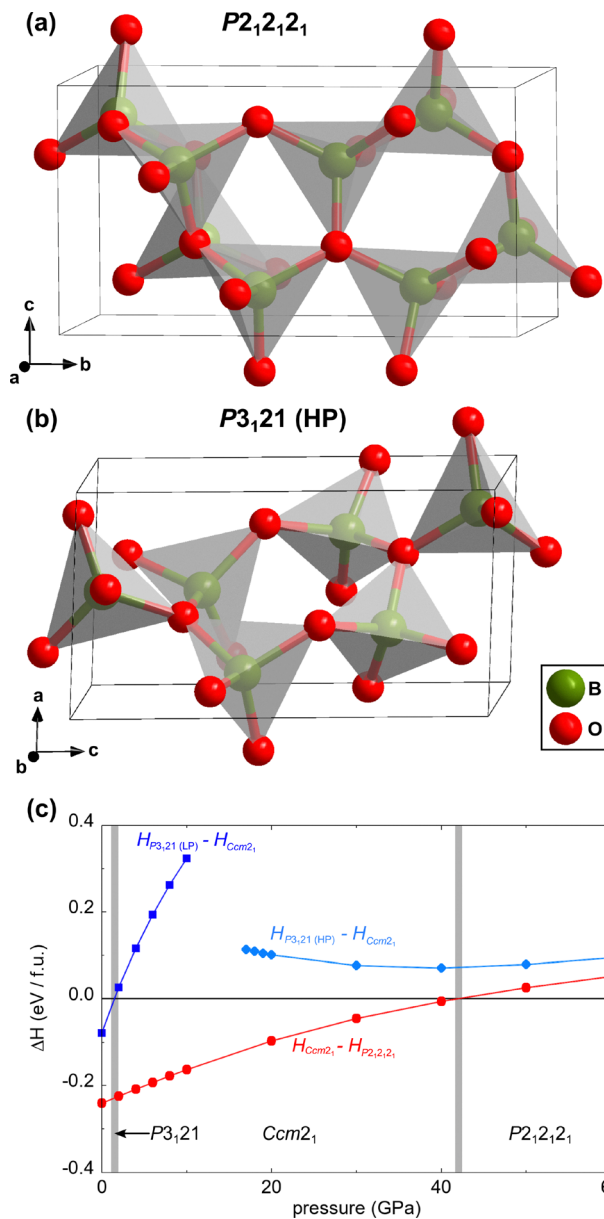 (a) P2₁2₁2₁
c
a b
(b) P3₁21 (HP)
a
b c
B
O
(c)
0.4
0.2
0.0
-0.2
-0.4
ΔH (eV / f.u.)
H_P3₁21 (LP) - H_Ccm2₁
H_P3₁21 (HP) - H_Ccm2₁
H_Ccm2₁ - H_P2₁2₁2₁
P3₁21 Ccm2₁ P2₁2₁2₁
0 20 40 6
pressure (GPa)